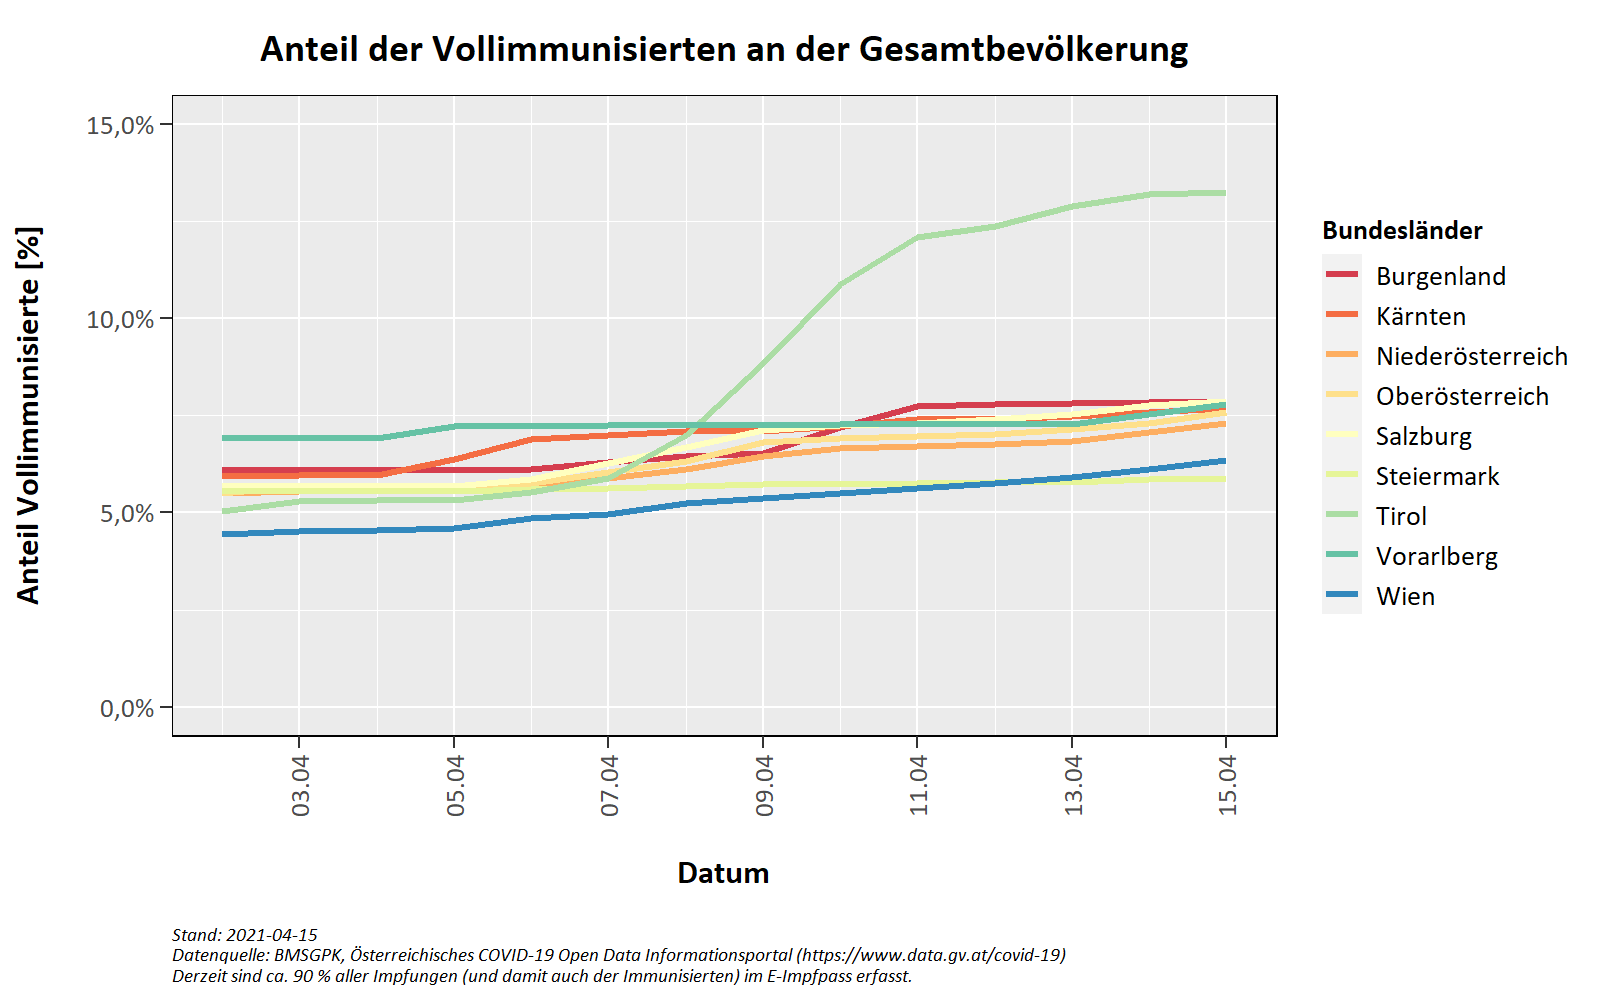 Anteil der Vollimmunisierten an der Gesamtbevölkerung
Anteil Vollimmunisierte [%]
15,0%
10,0%
5,0%
0,0%
03.04
05.04
07.04
09.04
11.04
13.04
15.04
Datum
Bundesländer
Burgenland
Kärnten
Niederösterreich
Oberösterreich
Salzburg
Steiermark
Tirol
Vorarlberg
Wien
Stand: 2021-04-15
Datenquelle: BMSGPK, Österreichisches COVID-19 Open Data Informationsportal (https://www.data.gv.at/covid-19)
Derzeit sind ca. 90 % aller Impfungen (und damit auch der Immunisierten) im E-Impfpass erfasst.